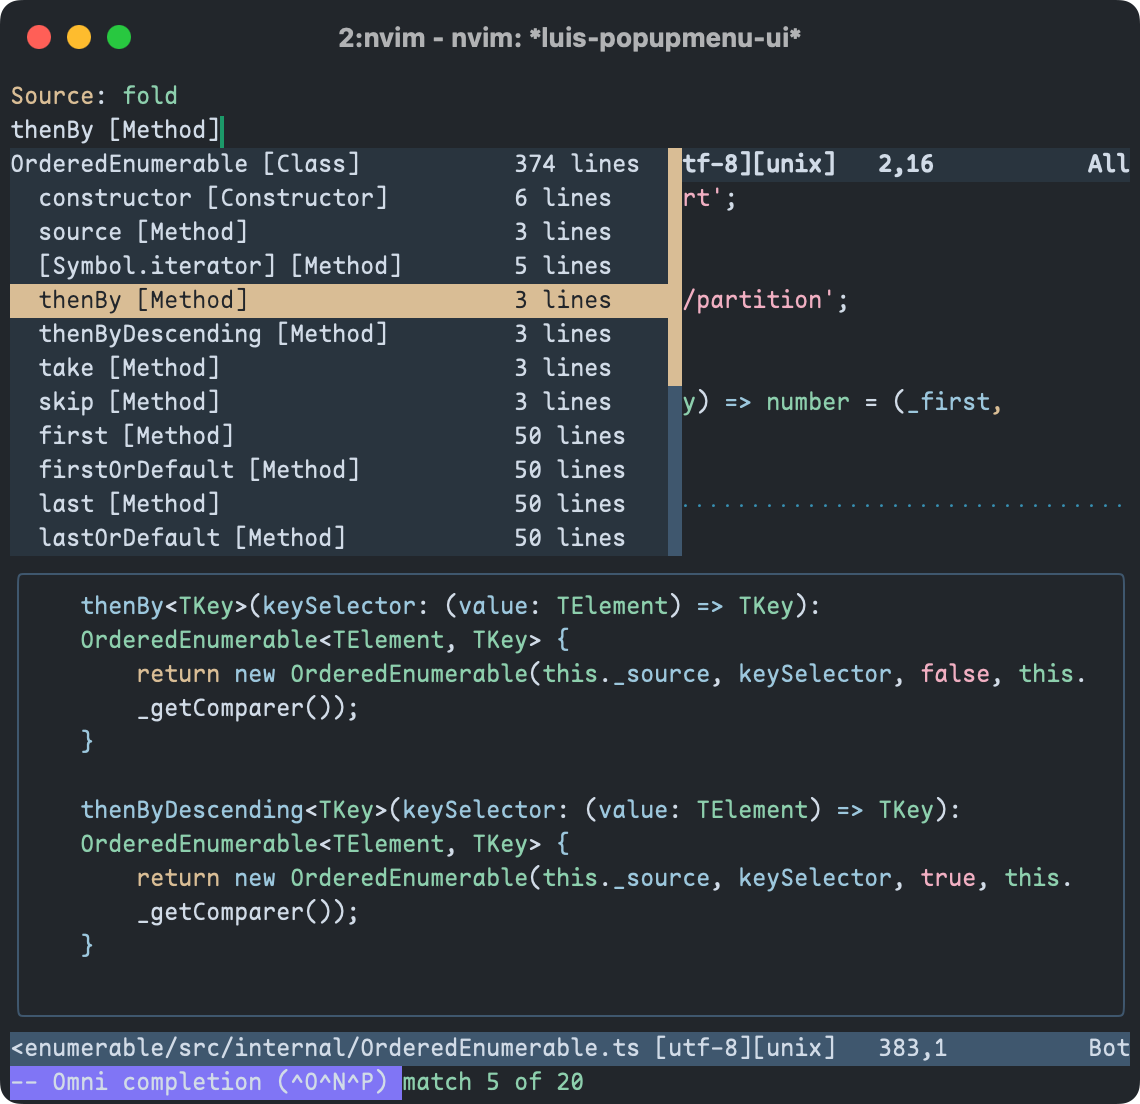 2:nvim - nvim: *luis-popupmenu-ui*
Source: fold
thenBy [Method]
OrderedEnumerable [Class] 374 lines tf-8][unix] 2,16 All
constructor [Constructor] 6 lines rt';
source [Method] 3 lines
[Symbol.iterator] [Method] 5 lines
thenBy [Method] 3 lines /partition';
thenByDescending [Method] 3 lines
take [Method] 3 lines
skip [Method] 3 lines y) => number = (_first,
first [Method] 50 lines
firstOrDefault [Method] 50 lines
last [Method] 50 lines
lastOrDefault [Method] 50 lines
thenBy<TKey>(keySelector: (value: TElement) => TKey):
OrderedEnumerable<TElement, TKey> {
return new OrderedEnumerable(this._source, keySelector, false, this.
_getComparer());
}
thenByDescending<TKey>(keySelector: (value: TElement) => TKey):
OrderedEnumerable<TElement, TKey> {
return new OrderedEnumerable(this._source, keySelector, true, this.
_getComparer());
}
<enumerable/src/internal/OrderedEnumerable.ts [utf-8][unix] 383,1 Bot
-- Omni completion (^O^N^P) match 5 of 20